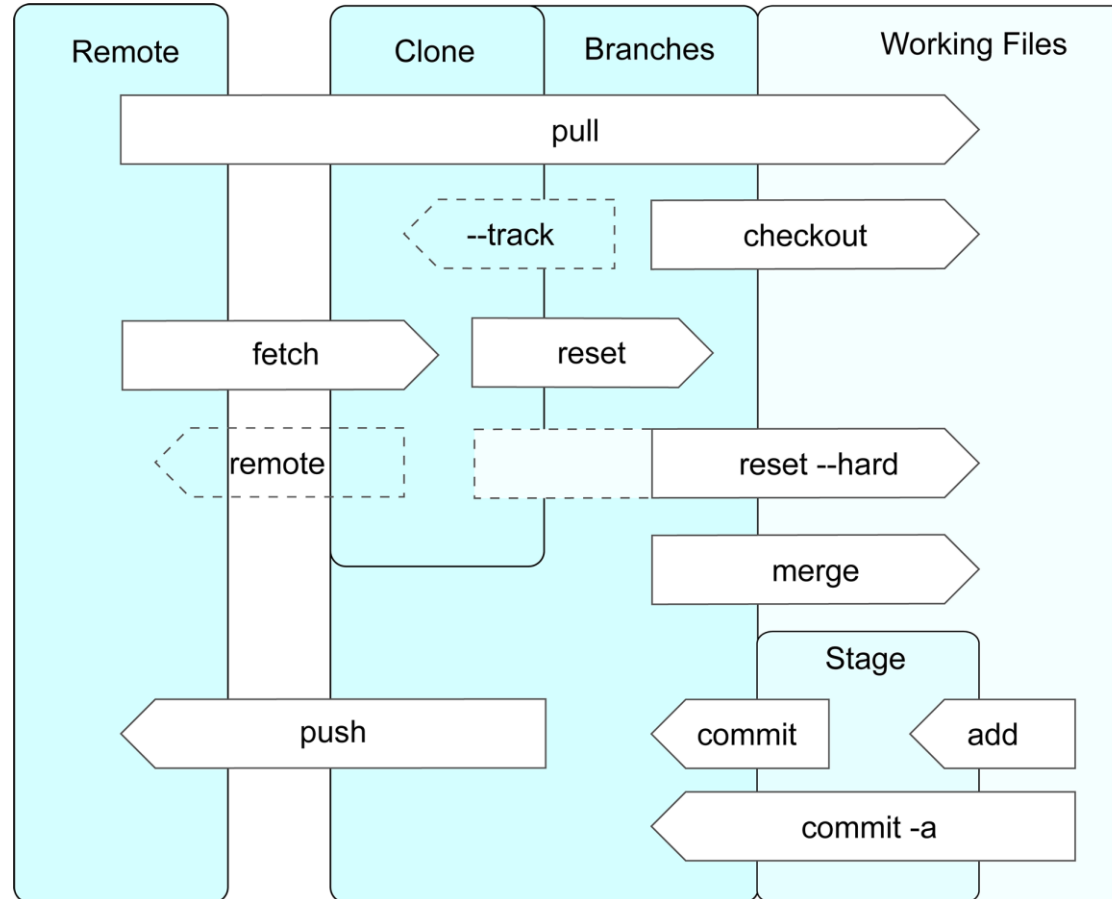 Remote
Clone
Branches
Working Files
pull
--track
checkout
fetch
reset
remote
reset --hard
merge
Stage
push
commit
add
commit -a